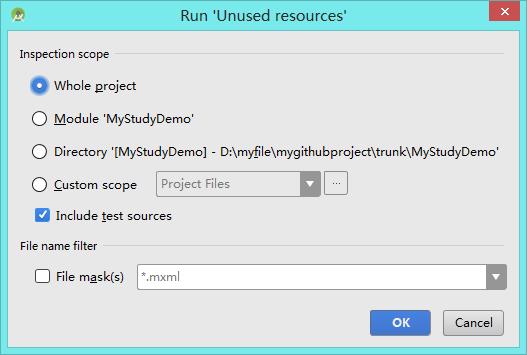 Run 'Unused resources'
Inspection scope
Whole project
Module 'MyStudyDemo'
Directory '[MyStudyDemo] - D:\myfile\mygithubproject\trunk\MyStudyDemo'
Custom scope Project Files ...
Include test sources
File name filter
File mask(s) *.mxml
OK Cancel